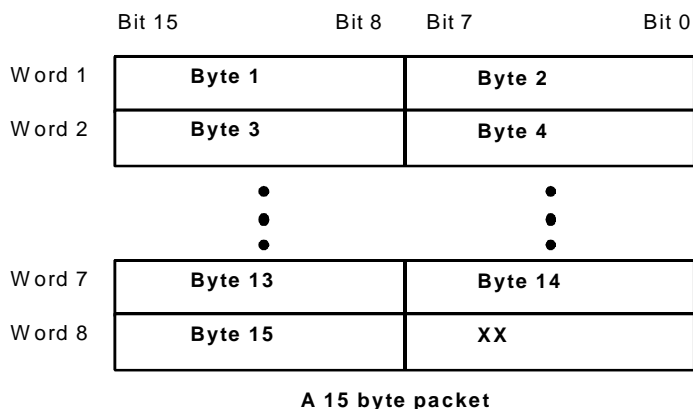 Bit 15 Bit 8 Bit 7 Bit 0
Word 1 Byte 1 Byte 2
Word 2 Byte 3 Byte 4
Word 7 Byte 13 Byte 14
Word 8 Byte 15 XX
A 15 byte packet